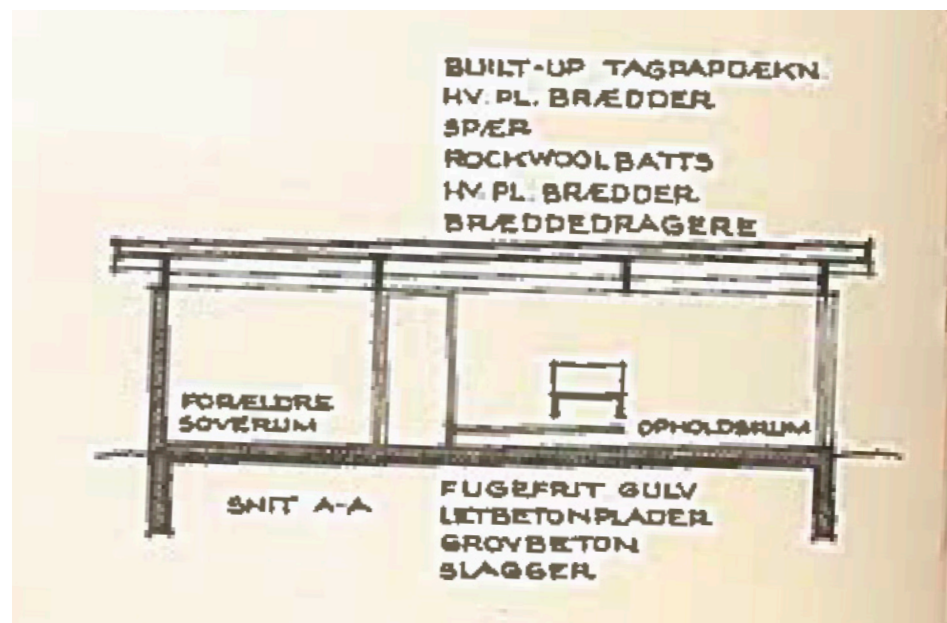 BUILT-UP TAGPAPDÆKN.
HV. PL. BRÆDDER
SPÆR
ROCKWOOLBATTS
HV. PL. BRÆDDER
BRÆDDEDRAGERE
FORÆLDRE
SOVERUM
OPHOLDSRUM
SNIT A-A
FUGEFRIT GULV
LETBETONPLADER
GROVBETON
SLAGGER